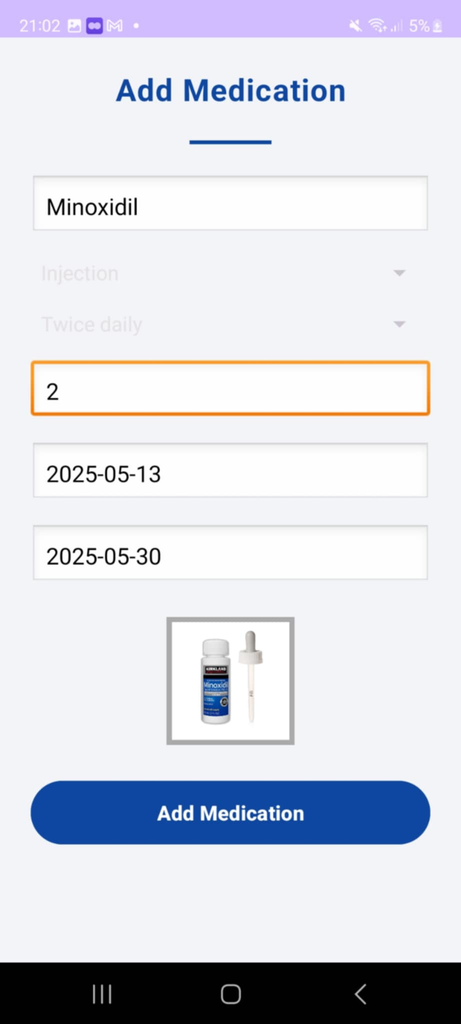 21:02 5%
Add Medication
Minoxidil
Injection
Twice daily
2
2025-05-13
2025-05-30
KIRKLAND
Minoxidil
Add Medication